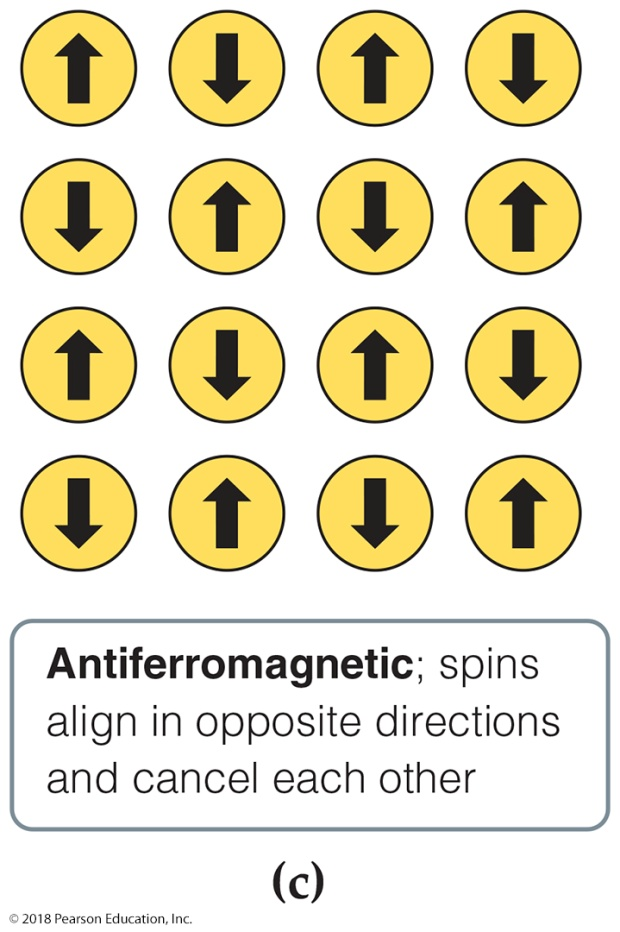 Antiferromagnetic; spins
align in opposite directions
and cancel each other
(c)
© 2018 Pearson Education, Inc.